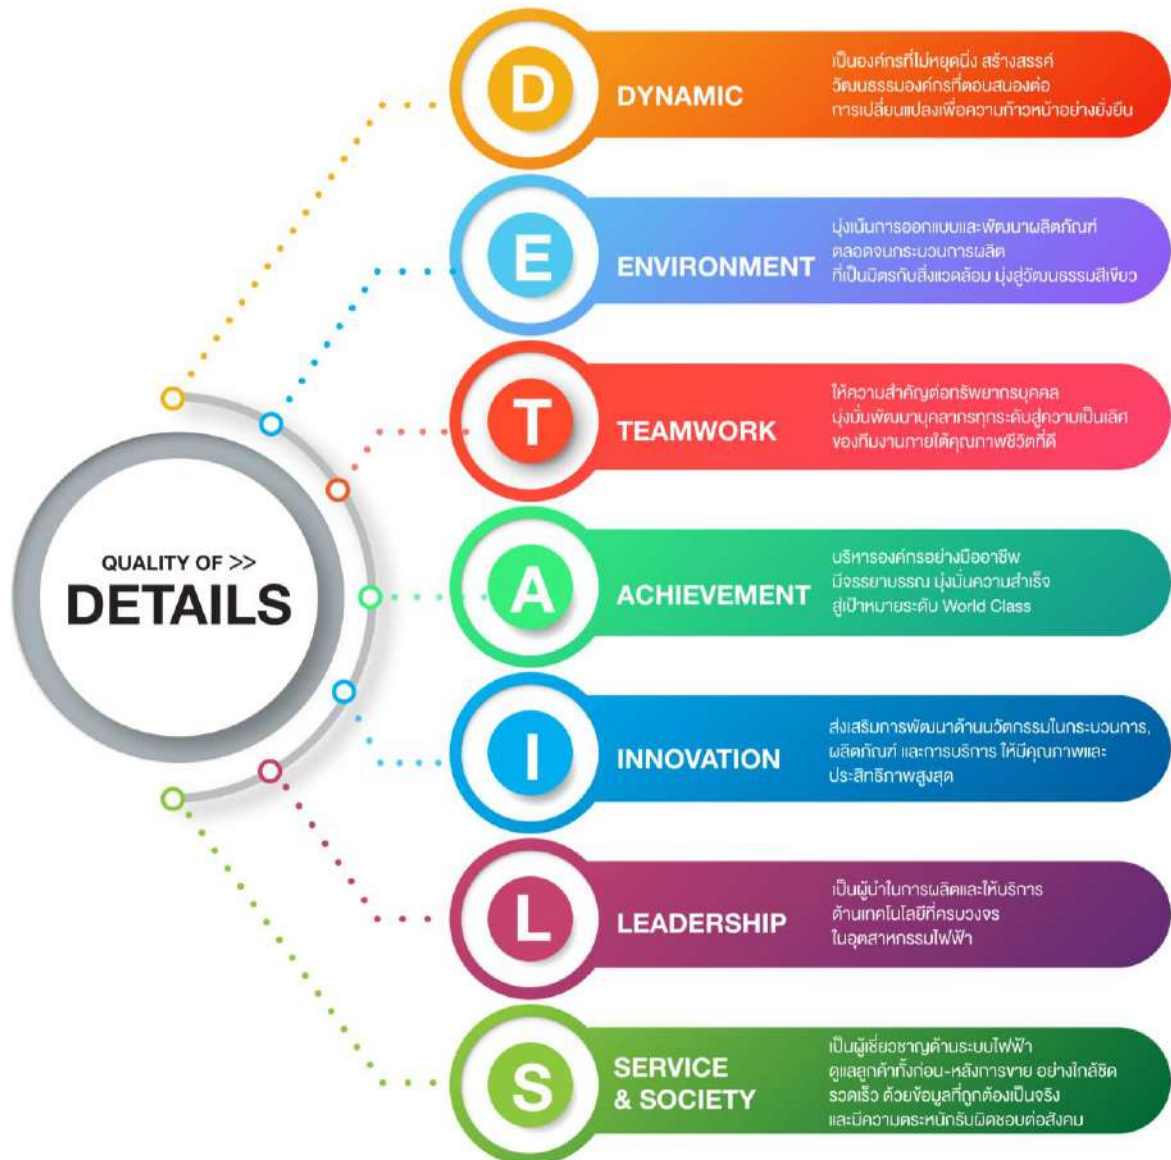 QUALITY OF >>
DETAILS
D
DYNAMIC
เป็นองค์กรที่ไม่หยุดนิ่ง สร้างสรรค์
วัฒนธรรมองค์กรที่ตอบสนองต่อ
การเปลี่ยนแปลงเพื่อความก้าวหน้าอย่างยั่งยืน
E
ENVIRONMENT
มุ่งเน้นการออกแบบและพัฒนาผลิตภัณฑ์
ตลอดจนกระบวนการผลิต
ที่เป็นมิตรกับสิ่งแวดล้อม มุ่งสู่วัฒนธรรมสีเขียว
T
TEAMWORK
ให้ความสำคัญต่อทรัพยากรบุคคล
มุ่งมั่นพัฒนาบุคลากรทุกระดับสู่ความเป็นเลิศ
ของทีมงานภายใต้คุณภาพชีวิตที่ดี
A
ACHIEVEMENT
บริหารองค์กรอย่างมืออาชีพ
มีจรรยาบรรณ มุ่งมั่นความสำเร็จ
สู่เป้าหมายระดับ World Class
I
INNOVATION
ส่งเสริมการพัฒนาด้านนวัตกรรมในกระบวนการ,
ผลิตภัณฑ์ และการบริการ ให้มีคุณภาพและ
ประสิทธิภาพสูงสุด
L
LEADERSHIP
เป็นผู้นำในการผลิตและให้บริการ
ด้านเทคโนโลยีที่ครบวงจร
ในอุตสาหกรรมไฟฟ้า
S
SERVICE
& SOCIETY
เป็นผู้เชี่ยวชาญด้านระบบไฟฟ้า
ดูแลลูกค้าทั้งก่อน-หลังการขาย อย่างใกล้ชิด
รวดเร็ว ด้วยข้อมูลที่ถูกต้องเป็นจริง
และมีความตระหนักรับผิดชอบต่อสังคม